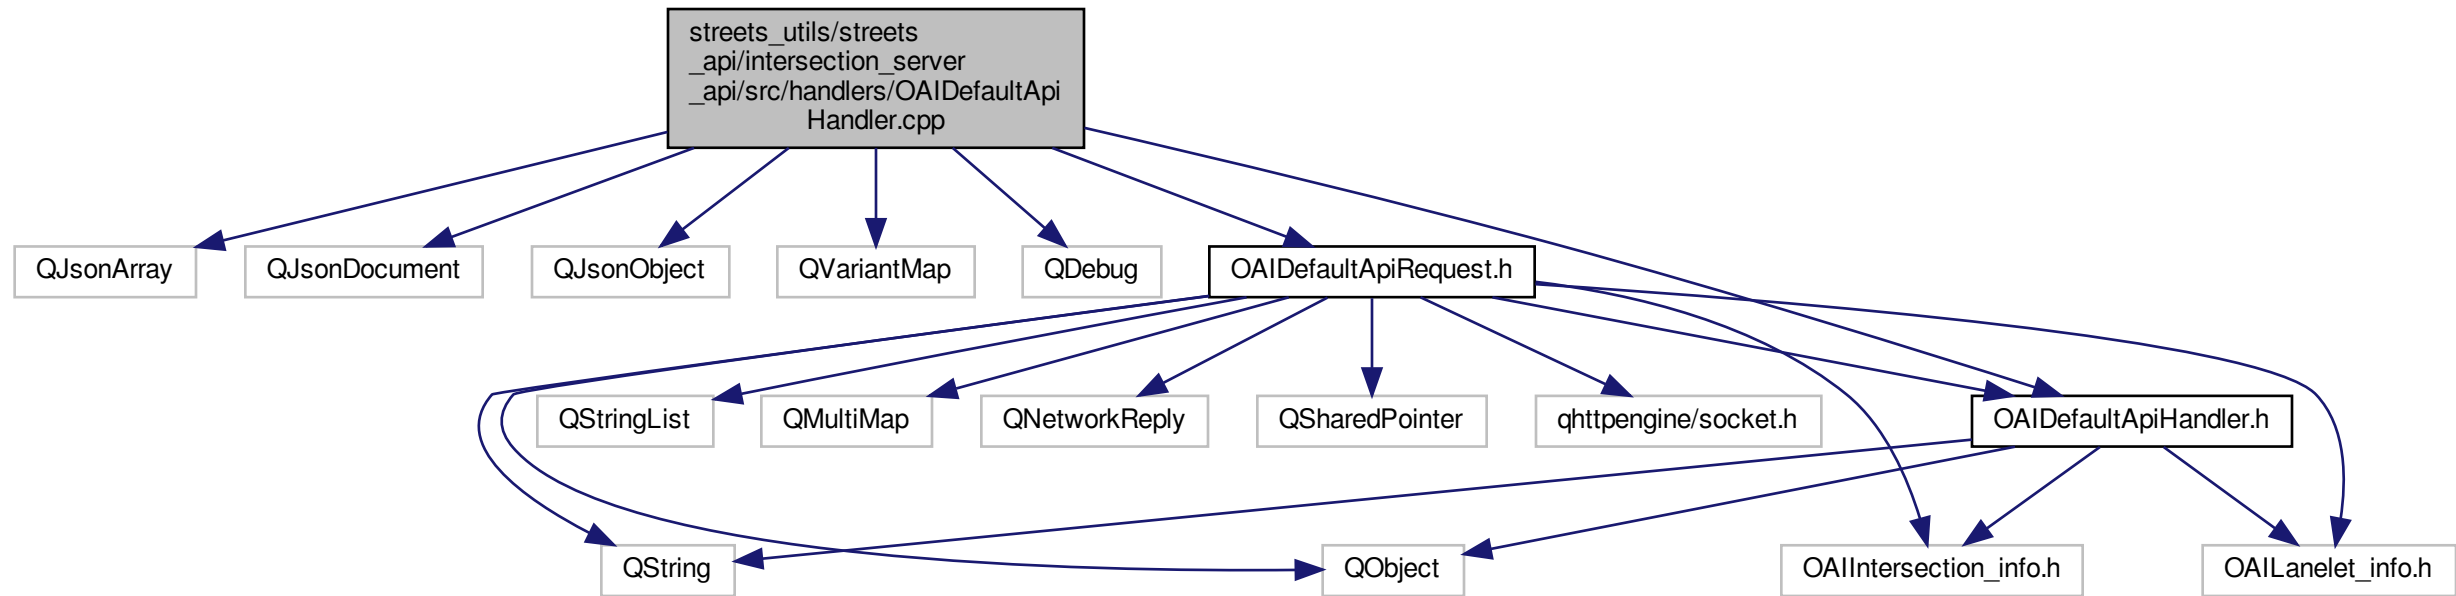 streets_utils/streets
_api/intersection_server
_api/src/handlers/OAIDefaultApi
Handler.cpp
QJsonArray
QJsonDocument
QJsonObject
QVariantMap
QDebug
OAIDefaultApiRequest.h
QStringList
QMultiMap
QNetworkReply
QSharedPointer
qhttpengine/socket.h
OAIDefaultApiHandler.h
QString
QObject
OAIIntersection_info.h
OAILanelet_info.h